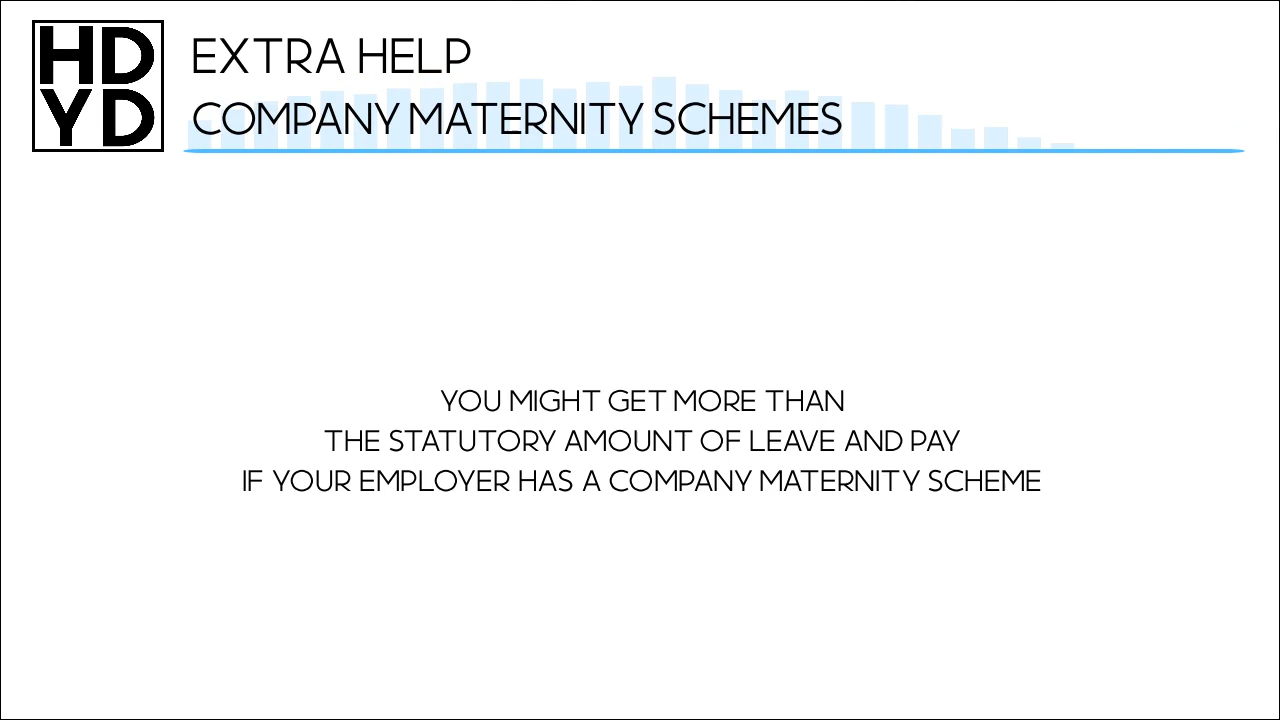 HD
YD
EXTRA HELP
COMPANY MATERNITY SCHEMES
YOU MIGHT GET MORE THAN
THE STATUTORY AMOUNT OF LEAVE AND PAY
IF YOUR EMPLOYER HAS A COMPANY MATERNITY SCHEME